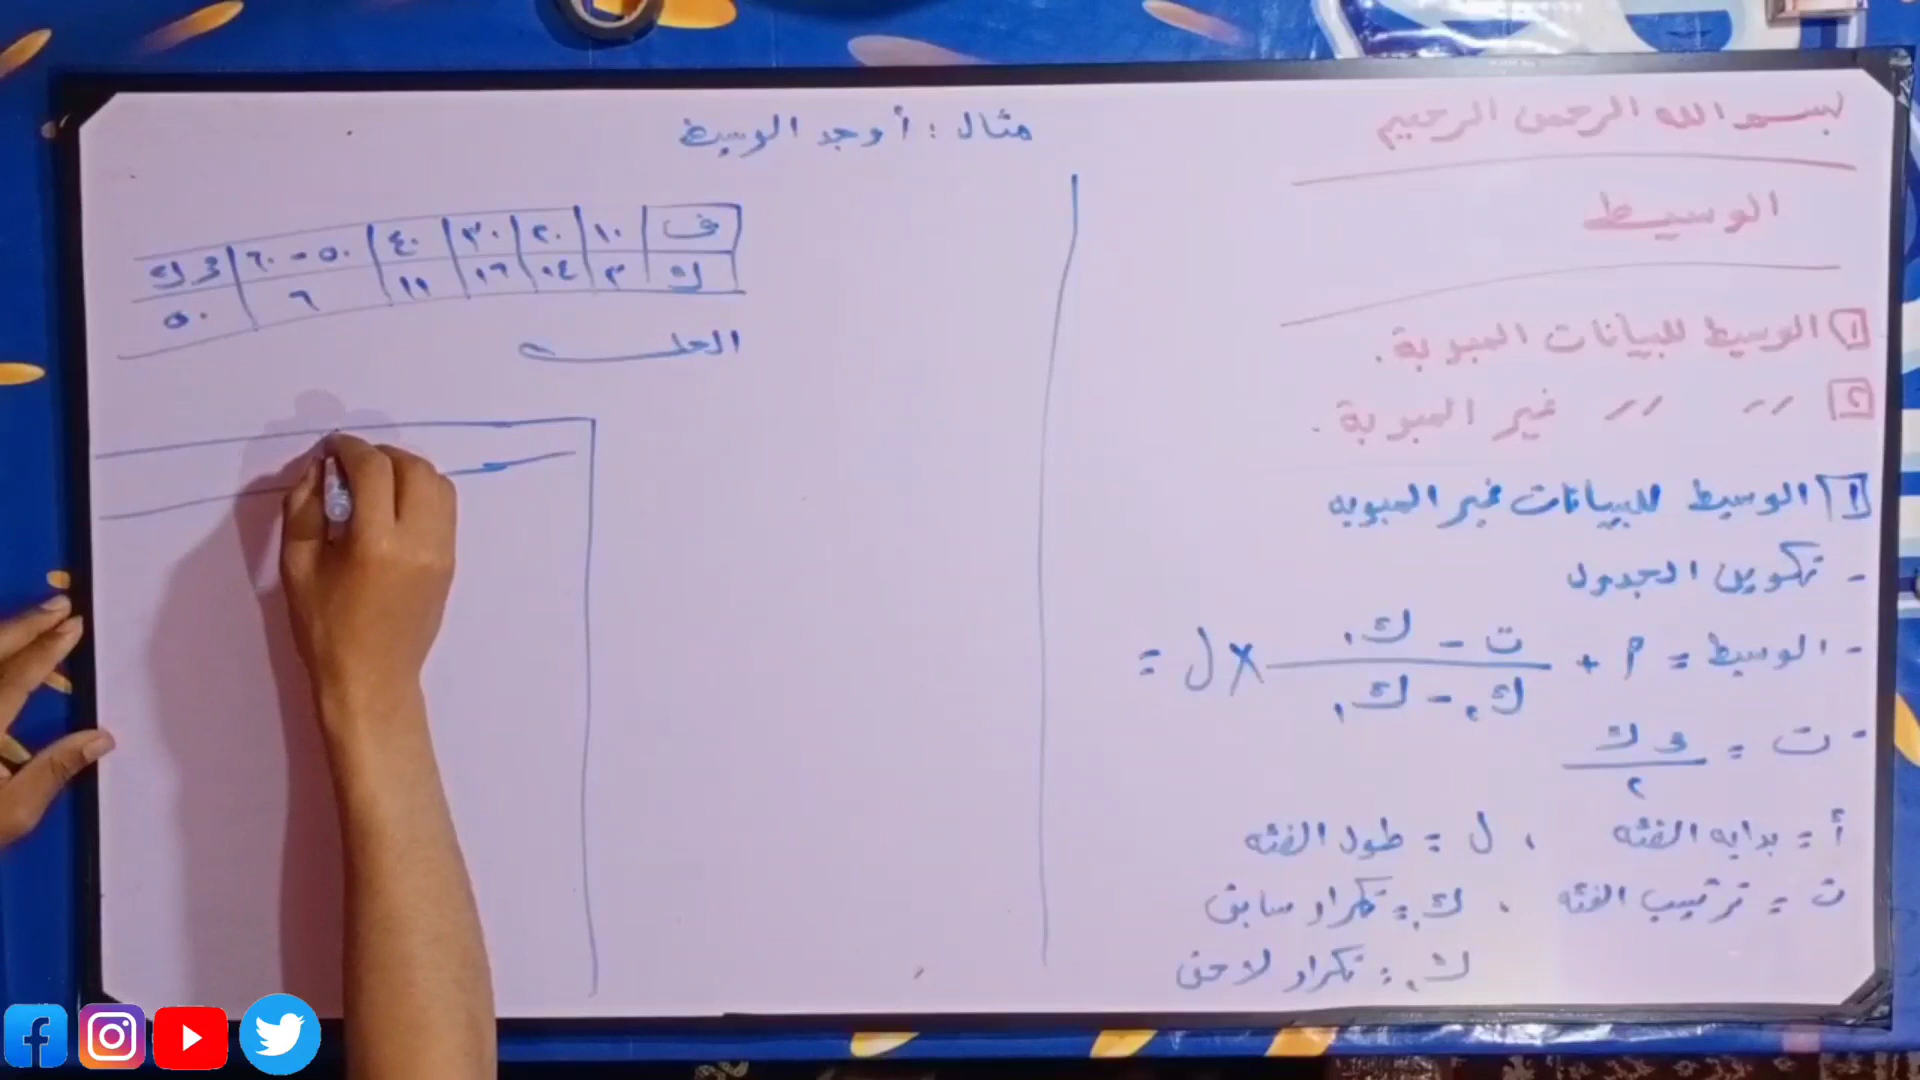 بسم الله الرحمن الرحيم
الوسيط
١ الوسيط للبيانات المبوبة.
٢〃 〃 غير المبوبة.
١ الوسيط للبيانات غير المبوبه
- تكوين الجدول
- الوسيط = أ + (ت - ك١) / (ك٢ - ك١) × ل =
- ت = مج ك / ٢
أ = بدايه الفئه ، ل = طول الفئه
ت = ترتيب الفئه ، ك١ = تكرار سابق
ك٢ = تكرار لاحق
مثال : أوجد الوسيط
ف | ١٠ | ٢٠ | ٣٠ | ٤٠ | ٥٠ - ٦٠ | مج ك
ك | ٣ | ١٤ | ١٦ | ١١ | ٦ | ٥٠
الحل